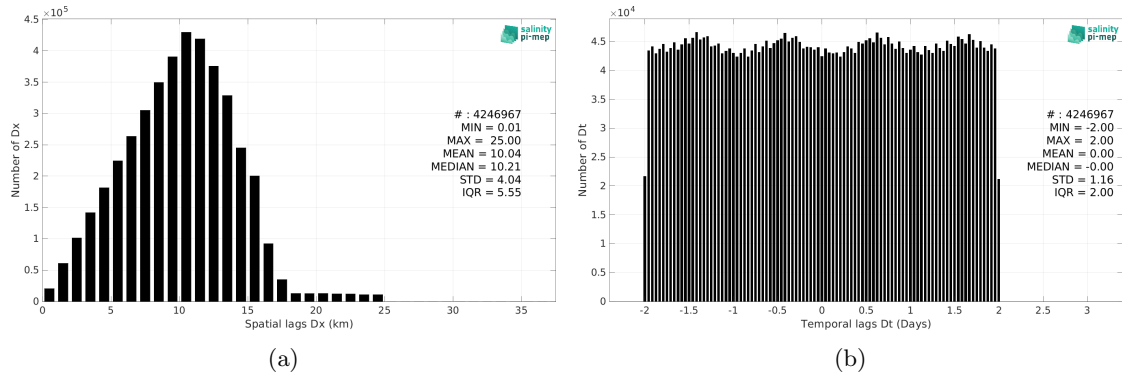 ×10⁵
4.5
4
3.5
3
2.5
2
1.5
1
0.5
0
Number of Dx
0 5 10 15 20 25 30 35
Spatial lags Dx (km)
salinity
pi-mep
# : 4246967
MIN = 0.01
MAX = 25.00
MEAN = 10.04
MEDIAN = 10.21
STD = 4.04
IQR = 5.55
(a)
×10⁴
4.5
4
3.5
3
2.5
2
1.5
1
0.5
0
Number of Dt
-2 -1.5 -1 -0.5 0 0.5 1 1.5 2 2.5 3
Temporal lags Dt (Days)
salinity
pi-mep
# : 4246967
MIN = -2.00
MAX = 2.00
MEAN = 0.00
MEDIAN = -0.00
STD = 1.16
IQR = 2.00
(b)